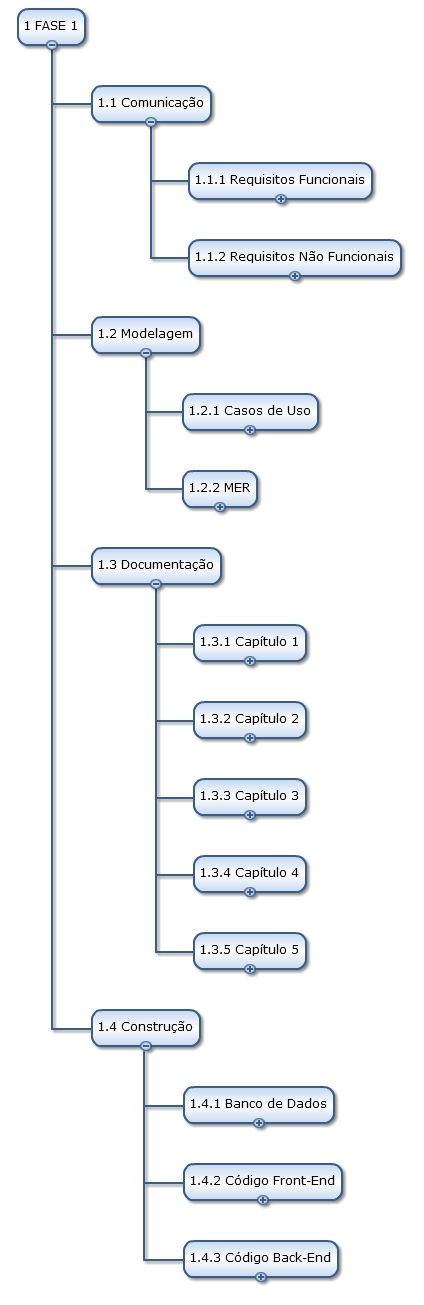 1 FASE 1
1.1 Comunicação
1.1.1 Requisitos Funcionais
1.1.2 Requisitos Não Funcionais
1.2 Modelagem
1.2.1 Casos de Uso
1.2.2 MER
1.3 Documentação
1.3.1 Capítulo 1
1.3.2 Capítulo 2
1.3.3 Capítulo 3
1.3.4 Capítulo 4
1.3.5 Capítulo 5
1.4 Construção
1.4.1 Banco de Dados
1.4.2 Código Front-End
1.4.3 Código Back-End